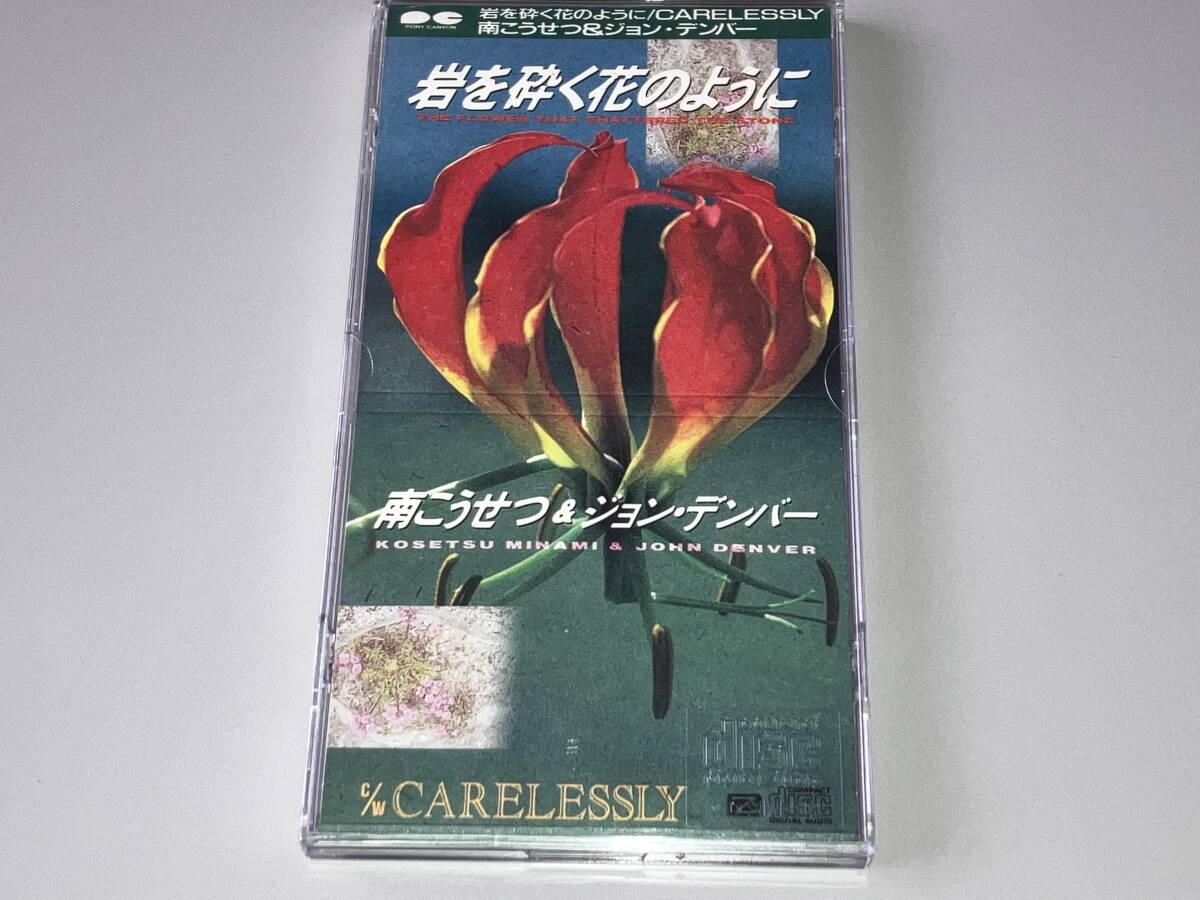 PONY CANYON
岩を砕く花のように/CARELESSLY
南こうせつ&ジョン・デンバー
岩を砕く花のように
THE FLOWER THAT SHATTERED THE STONE
南こうせつ&ジョン・デンバー
KOSETSU MINAMI & JOHN DENVER
C/W CARELESSLY
COMPACT
disc
DIGITAL AUDIO